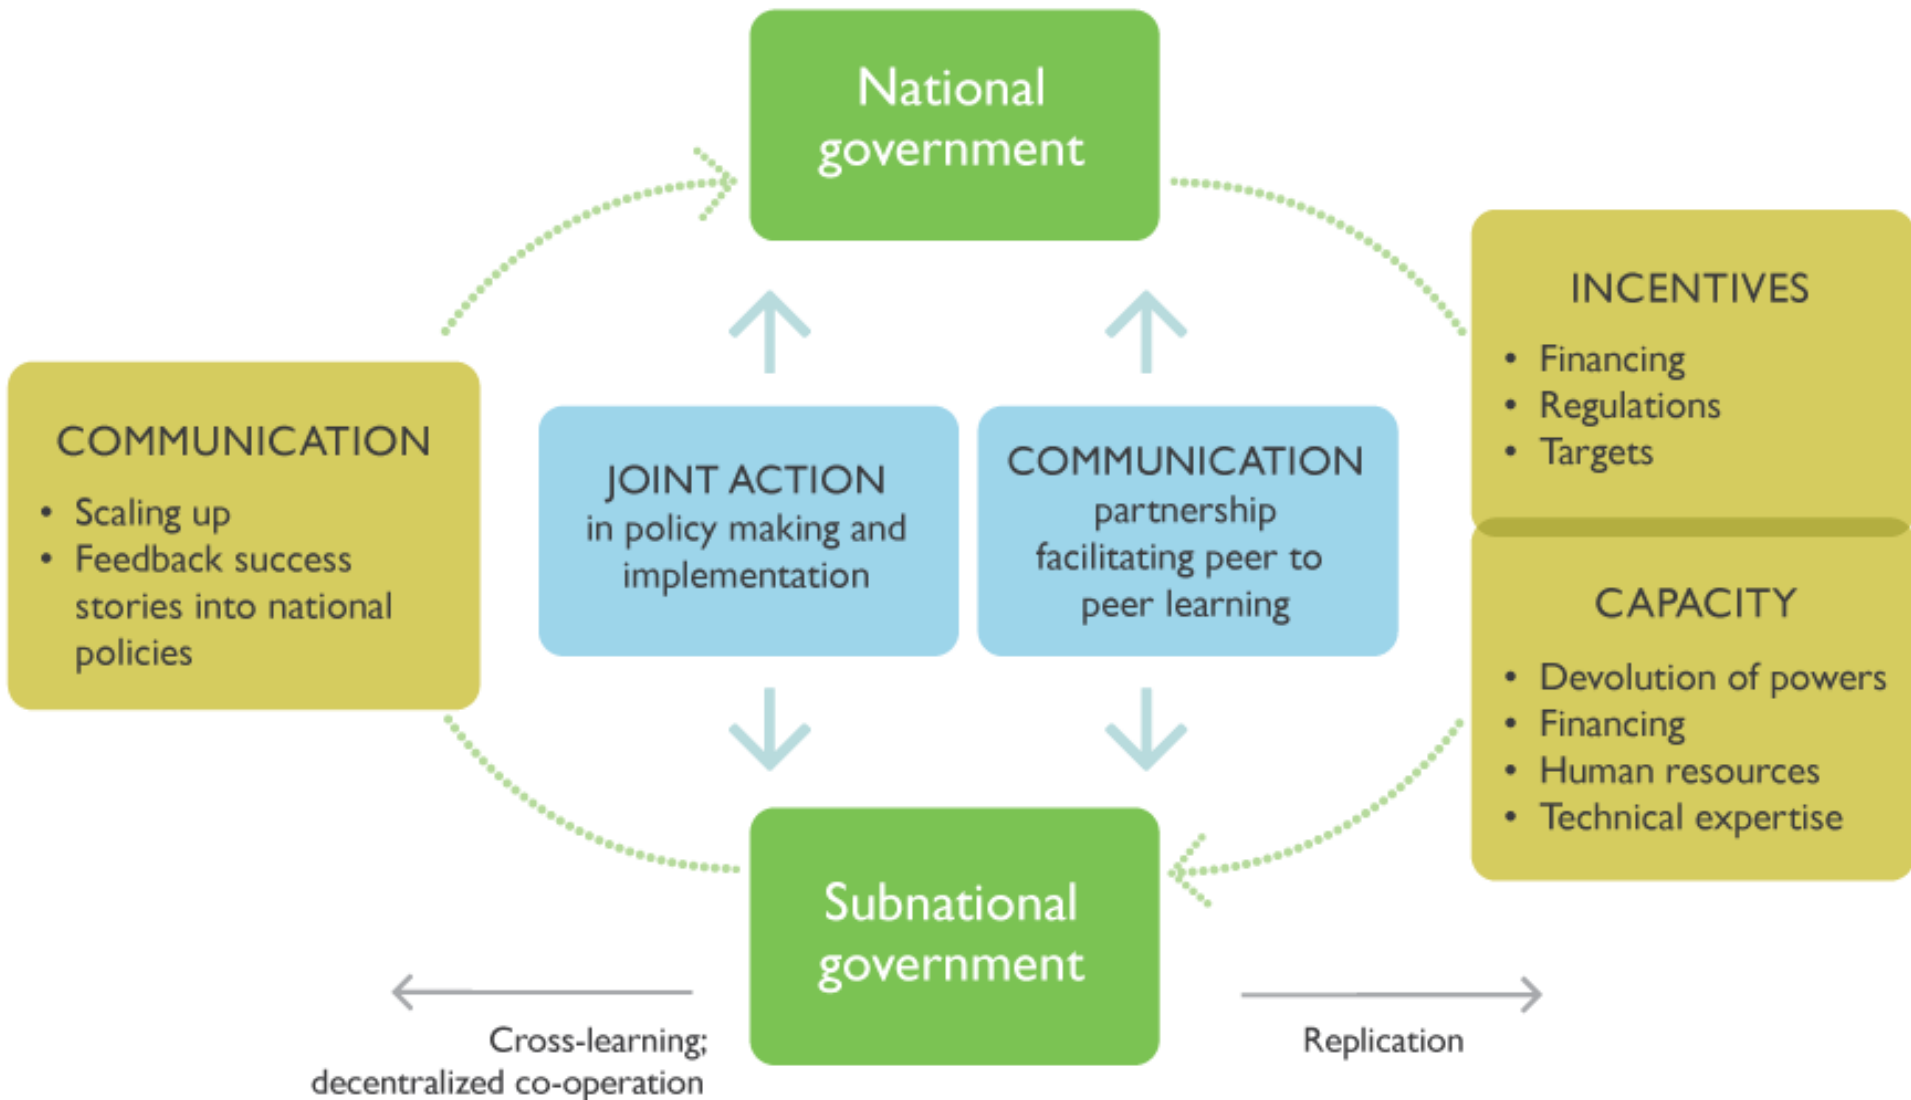 National
government
INCENTIVES
• Financing
• Regulations
• Targets
COMMUNICATION
• Scaling up
• Feedback success
stories into national
policies
JOINT ACTION
in policy making and
implementation
COMMUNICATION
partnership
facilitating peer to
peer learning
CAPACITY
• Devolution of powers
• Financing
• Human resources
• Technical expertise
Subnational
government
Cross-learning;
decentralized co-operation
Replication